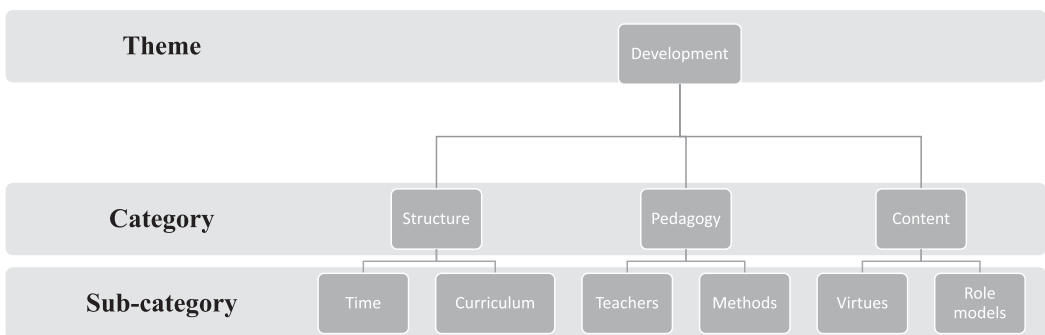 Theme
Development
Category
Structure
Pedagogy
Content
Sub-category
Time
Curriculum
Teachers
Methods
Virtues
Role
models